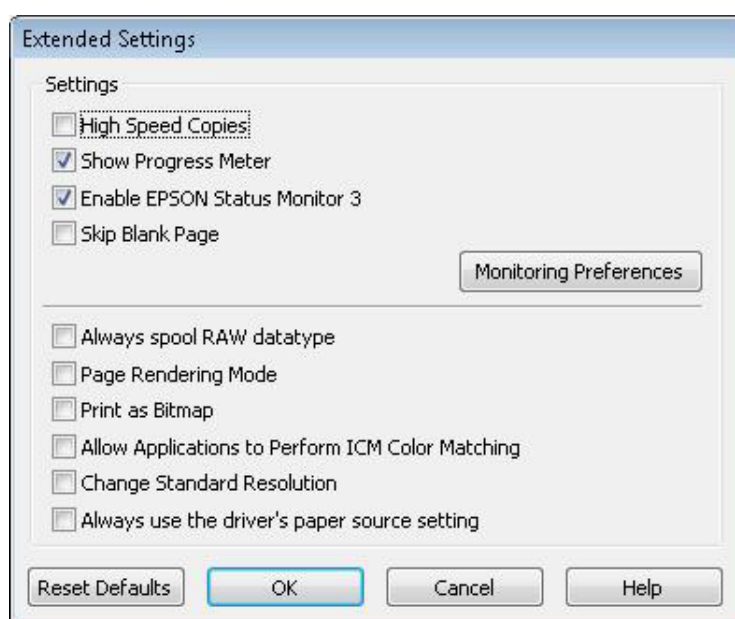 Extended Settings
Settings
High Speed Copies
Show Progress Meter
Enable EPSON Status Monitor 3
Skip Blank Page
Monitoring Preferences
Always spool RAW datatype
Page Rendering Mode
Print as Bitmap
Allow Applications to Perform ICM Color Matching
Change Standard Resolution
Always use the driver's paper source setting
Reset Defaults OK Cancel Help